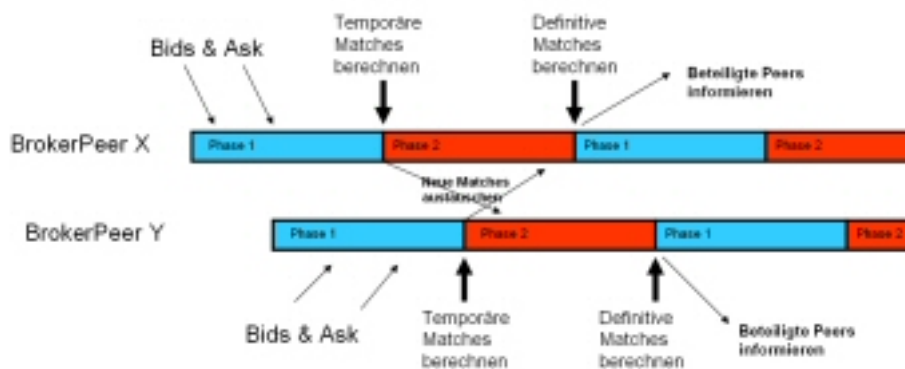 Temporäre
Matches
berechnen
Definitive
Matches
berechnen
Bids & Ask
Beteiligte Peers
informieren
BrokerPeer X
Phase 1
Phase 2
Phase 1
Phase 2
Neue Matches
austauschen
BrokerPeer Y
Phase 1
Phase 2
Phase 1
Phase 2
Bids & Ask
Temporäre
Matches
berechnen
Definitive
Matches
berechnen
Beteiligte Peers
informieren